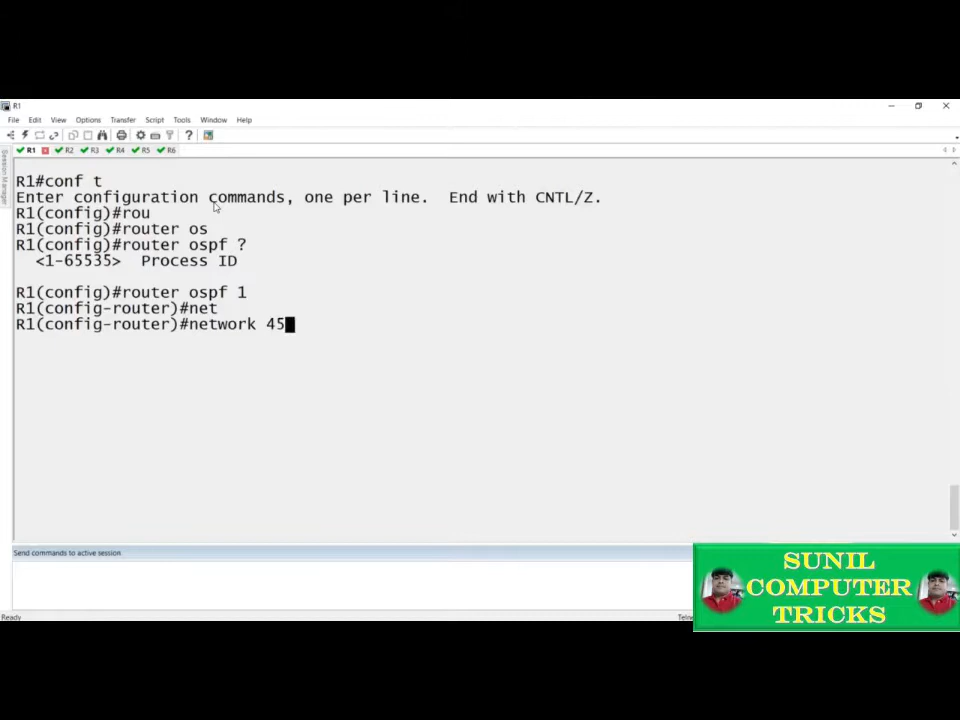 R1
File Edit View Options Transfer Script Tools Window Help
R1 R2 R3 R4 R5 R6
Session Manager
R1#conf t
Enter configuration commands, one per line.  End with CNTL/Z.
R1(config)#rou
R1(config)#router os
R1(config)#router ospf ?
<1-65535>  Process ID
R1(config)#router ospf 1
R1(config-router)#net
R1(config-router)#network 45
Send commands to active session
SUNIL
COMPUTER
TRICKS
Ready